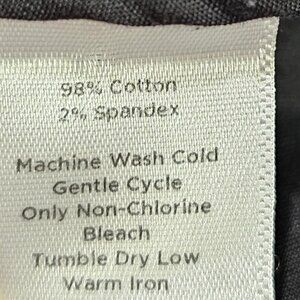 98% Cotton
2% Spandex
Machine Wash Cold
Gentle Cycle
Only Non-Chlorine
Bleach
Tumble Dry Low
Warm Iron